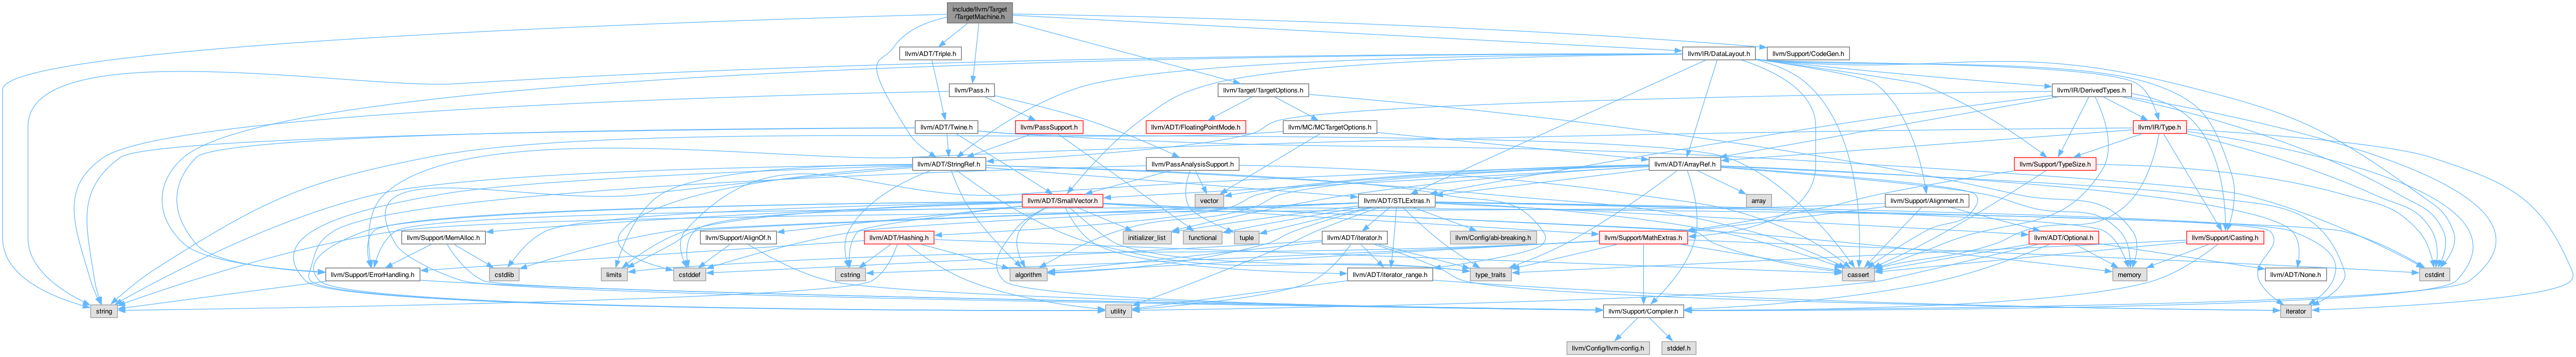 include/llvm/Target
/TargetMachine.h
llvm/ADT/Triple.h
llvm/IR/DataLayout.h
llvm/Support/CodeGen.h
llvm/Pass.h
llvm/Target/TargetOptions.h
llvm/IR/DerivedTypes.h
llvm/ADT/Twine.h
llvm/PassSupport.h
llvm/ADT/FloatingPointMode.h
llvm/MC/MCTargetOptions.h
llvm/IR/Type.h
llvm/ADT/StringRef.h
llvm/PassAnalysisSupport.h
llvm/ADT/ArrayRef.h
llvm/Support/TypeSize.h
llvm/ADT/SmallVector.h
vector
llvm/ADT/STLExtras.h
array
llvm/Support/Alignment.h
llvm/Support/MemAlloc.h
llvm/Support/AlignOf.h
llvm/ADT/Hashing.h
initializer_list
functional
tuple
llvm/ADT/iterator.h
llvm/Config/abi-breaking.h
llvm/Support/MathExtras.h
llvm/ADT/Optional.h
llvm/Support/Casting.h
llvm/Support/ErrorHandling.h
cstdlib
limits
cstddef
cstring
algorithm
llvm/ADT/iterator_range.h
type_traits
cassert
memory
llvm/ADT/None.h
cstdint
string
utility
llvm/Support/Compiler.h
iterator
llvm/Config/llvm-config.h
stddef.h